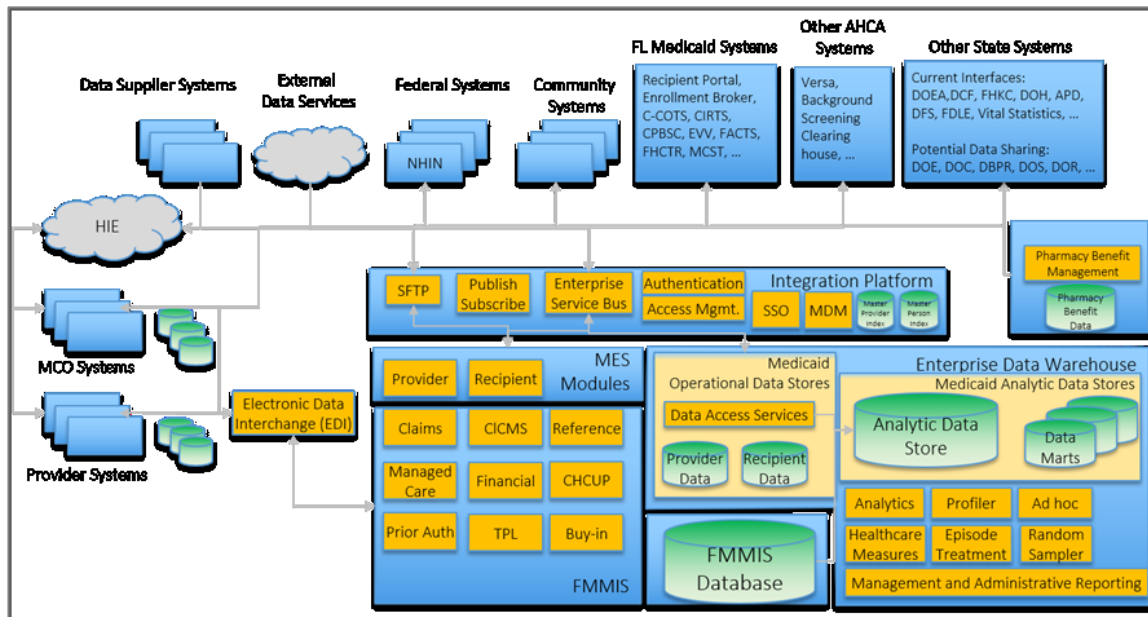 Data Supplier Systems
External
Data Services
Federal Systems
Community
Systems
FL Medicaid Systems
Other AHCA
Systems
Other State Systems
NHIN
Recipient Portal,
Enrollment Broker,
C-COTS, CIRTS,
CPBSC, EVV, FACTS,
FHCTR, MCST, ...
Versa,
Background
Screening
Clearing
house, ...
Current Interfaces:
DOEA,DCF, FHKC, DOH, APD,
DFS, FDLE, Vital Statistics, ...
Potential Data Sharing:
DOE, DOC, DBPR, DOS, DOR, ...
HIE
MCO Systems
Provider Systems
Electronic Data
Interchange (EDI)
Integration Platform
SFTP
Publish
Subscribe
Enterprise
Service Bus
Authentication
Access Mgmt.
SSO
MDM
Master
Provider
Index
Master
Person
Index
Pharmacy Benefit
Management
Pharmacy
Benefit
Data
MES
Modules
Provider
Recipient
Claims
CICMS
Reference
Managed
Care
Financial
CHCUP
Prior Auth
TPL
Buy-in
FMMIS
Medicaid
Operational Data Stores
Data Access Services
Provider
Data
Recipient
Data
FMMIS
Database
Enterprise Data Warehouse
Medicaid Analytic Data Stores
Analytic Data
Store
Data
Marts
Analytics
Profiler
Ad hoc
Healthcare
Measures
Episode
Treatment
Random
Sampler
Management and Administrative Reporting